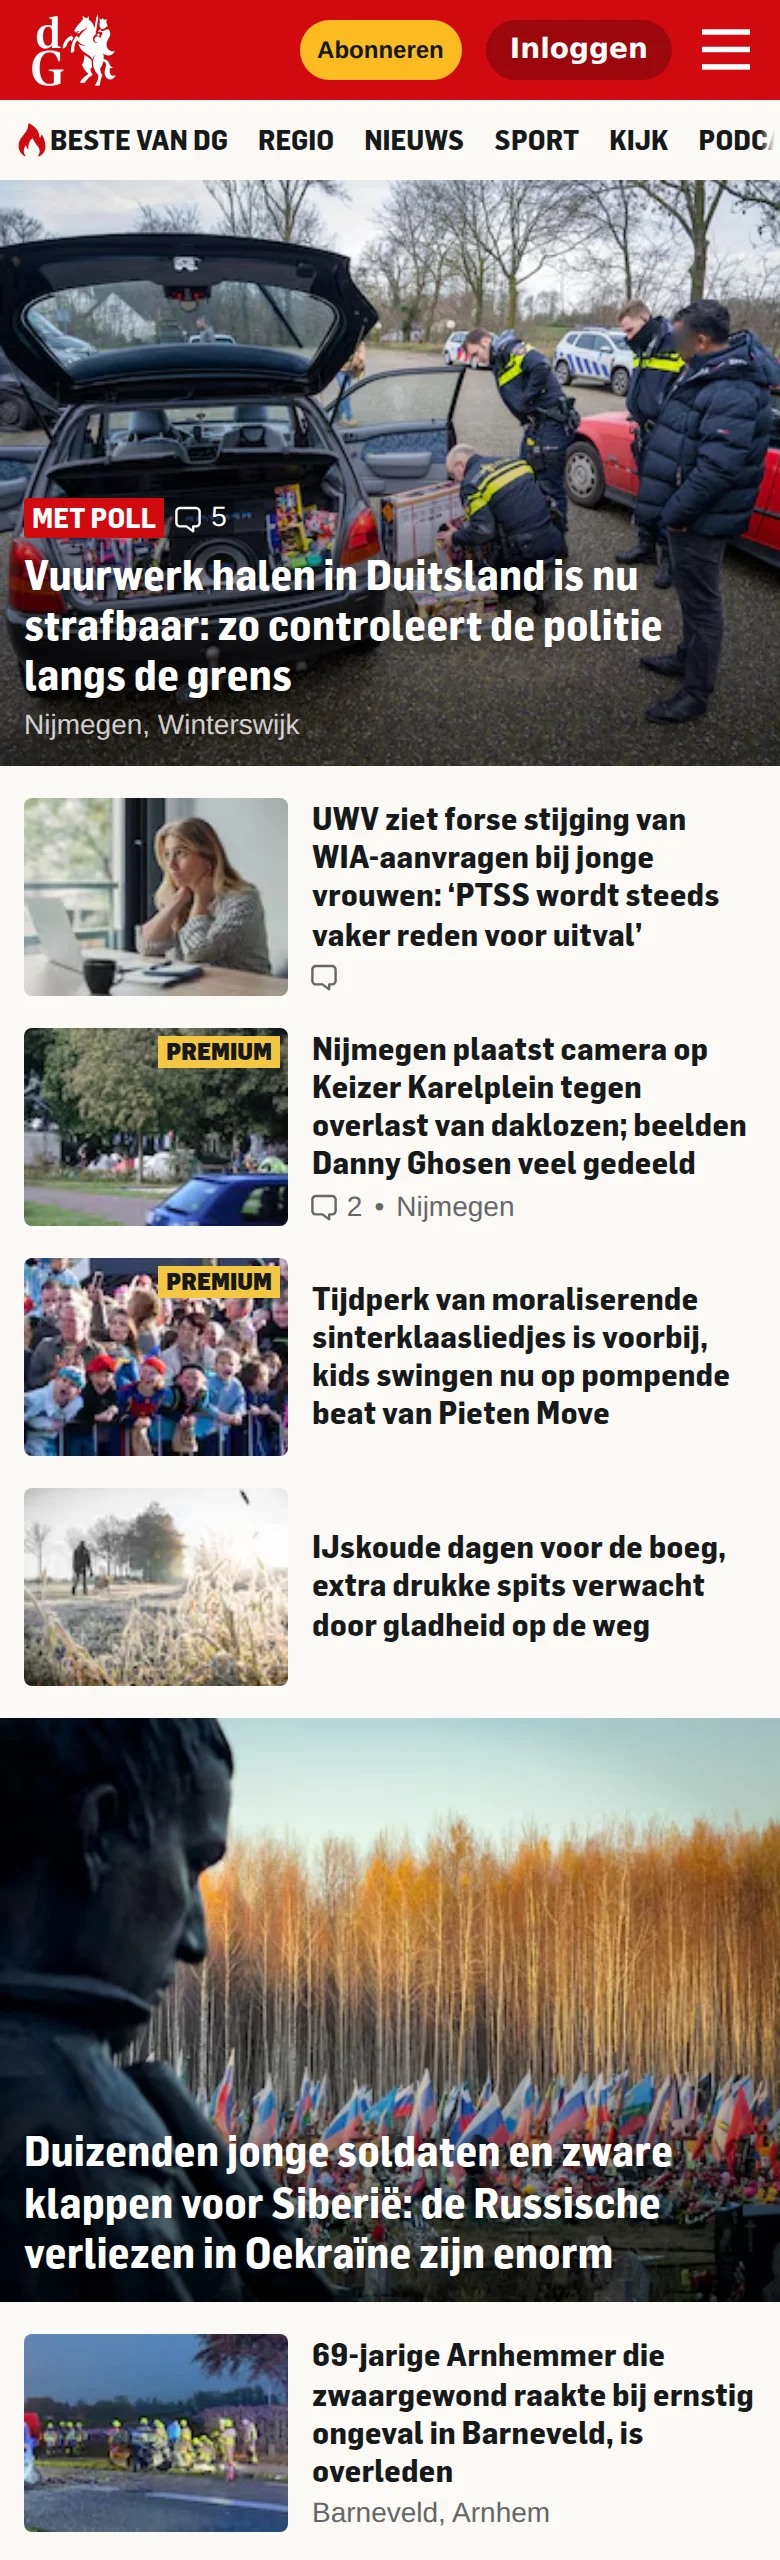 dG
Abonneren
Inloggen
BESTE VAN DG REGIO NIEUWS SPORT KIJK
MET POLL 5
Vuurwerk halen in Duitsland is nu
strafbaar: zo controleert de politie
langs de grens
Nijmegen, Winterswijk
UWV ziet forse stijging van
WIA-aanvragen bij jonge
vrouwen: ‘PTSS wordt steeds
vaker reden voor uitval’
PREMIUM
Nijmegen plaatst camera op
Keizer Karelplein tegen
overlast van daklozen; beelden
Danny Ghosen veel gedeeld
2 • Nijmegen
PREMIUM
Tijdperk van moraliserende
sinterklaasliedjes is voorbij,
kids swingen nu op pompende
beat van Pieten Move
IJskoude dagen voor de boeg,
extra drukke spits verwacht
door gladheid op de weg
Duizenden jonge soldaten en zware
klappen voor Siberië: de Russische
verliezen in Oekraïne zijn enorm
69-jarige Arnhemmer die
zwaargewond raakte bij ernstig
ongeval in Barneveld, is
overleden
Barneveld, Arnhem